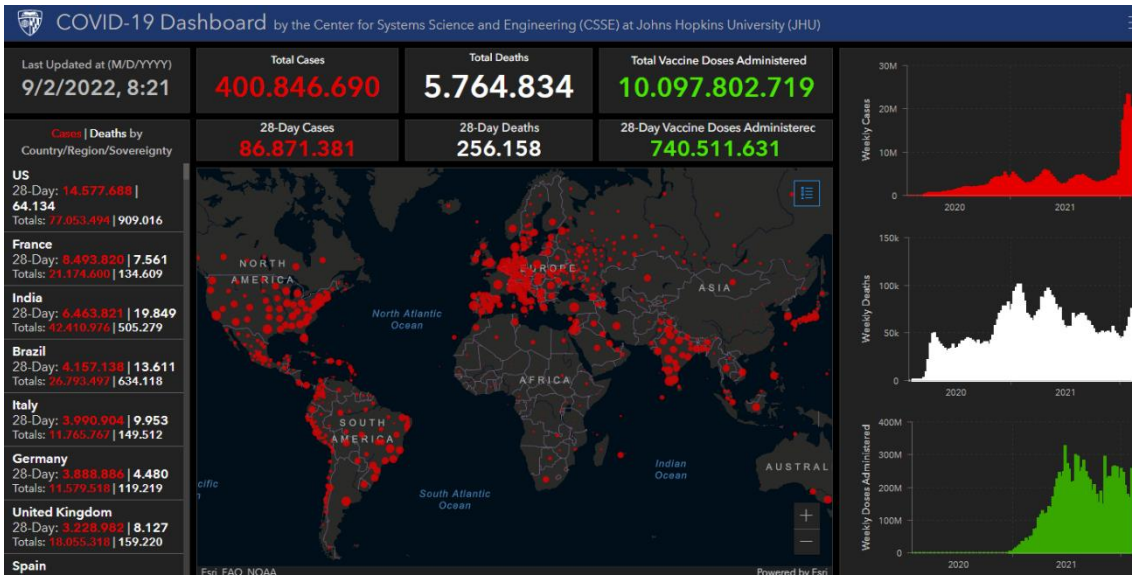 COVID-19 Dashboard by the Center for Systems Science and Engineering (CSSE) at Johns Hopkins University (JHU)
Last Updated at (M/D/YYYY)
9/2/2022, 8:21
Cases | Deaths by
Country/Region/Sovereignty
US
28-Day: 14.577.688 |
64.134
Totals: 77.053.494 | 909.016
France
28-Day: 8.493.820 | 7.561
Totals: 21.174.600 | 134.609
India
28-Day: 6.463.821 | 19.849
Totals: 42.410.976 | 505.279
Brazil
28-Day: 4.157.138 | 13.611
Totals: 26.793.497 | 634.118
Italy
28-Day: 3.990.904 | 9.953
Totals: 11.765.767 | 149.512
Germany
28-Day: 3.888.886 | 4.480
Totals: 11.579.518 | 119.219
United Kingdom
28-Day: 3.228.982 | 8.127
Totals: 18.055.318 | 159.220
Spain
Total Cases
400.846.690
Total Deaths
5.764.834
Total Vaccine Doses Administered
10.097.802.719
28-Day Cases
86.871.381
28-Day Deaths
256.158
28-Day Vaccine Doses Administerec
740.511.631
NORTH
AMERICA
EUROPE
ASIA
North Atlantic
Ocean
AFRICA
SOUTH
AMERICA
Indian
Ocean
AUSTRAL
cific
South Atlantic
Ocean
+
−
Esri, FAO, NOAA
Powered by Esri
Weekly Cases
30M
20M
10M
0
2020
2021
Weekly Deaths
150k
100k
50k
0
2020
2021
Weekly Doses Administered
400M
300M
200M
100M
0
2020
2021